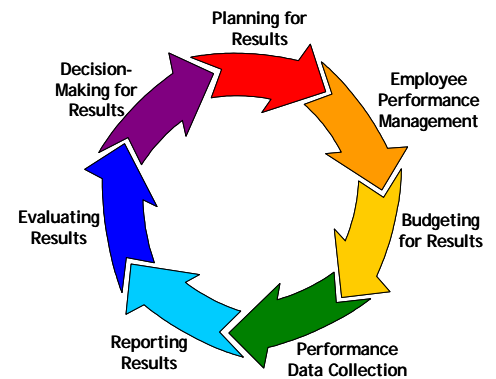 Planning for
Results
Employee
Performance
Management
Budgeting
for Results
Performance
Data Collection
Reporting
Results
Evaluating
Results
Decision-
Making for
Results